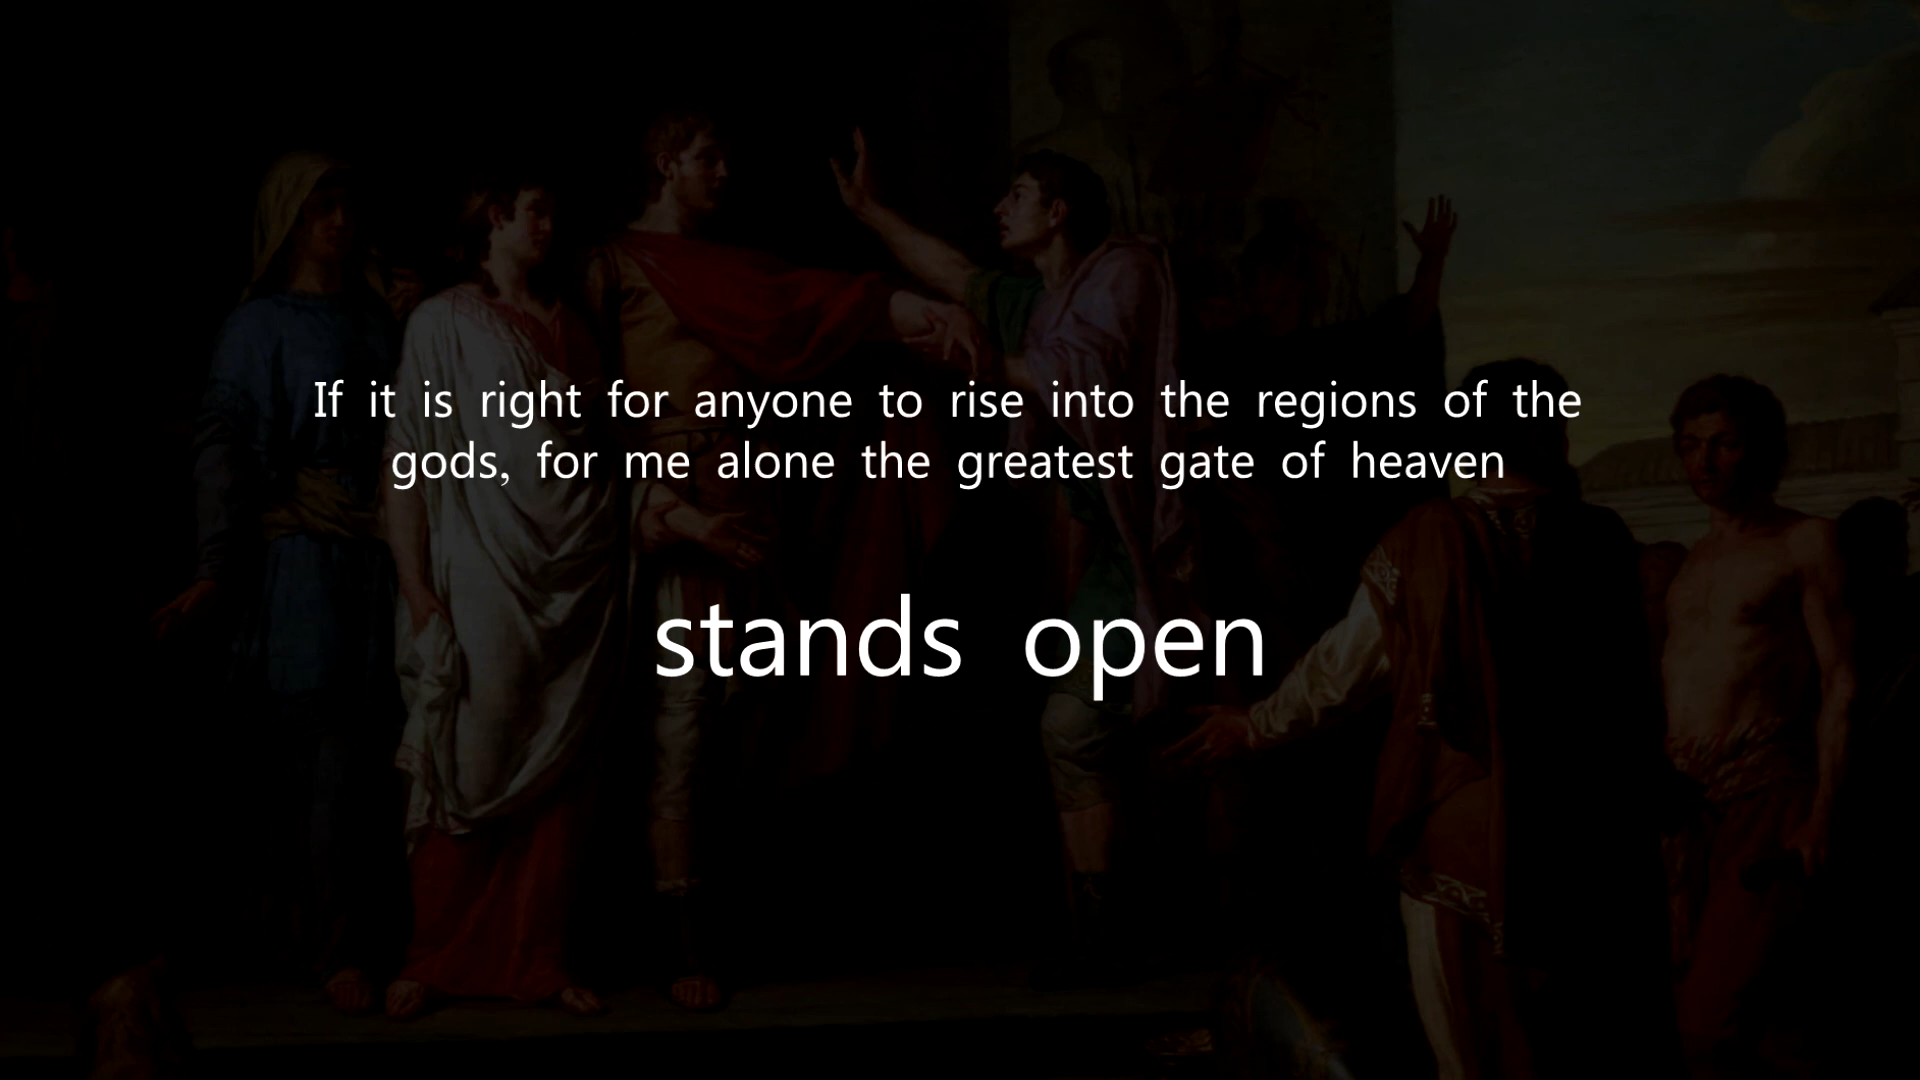 If it is right for anyone to rise into the regions of the
gods, for me alone the greatest gate of heaven
stands open